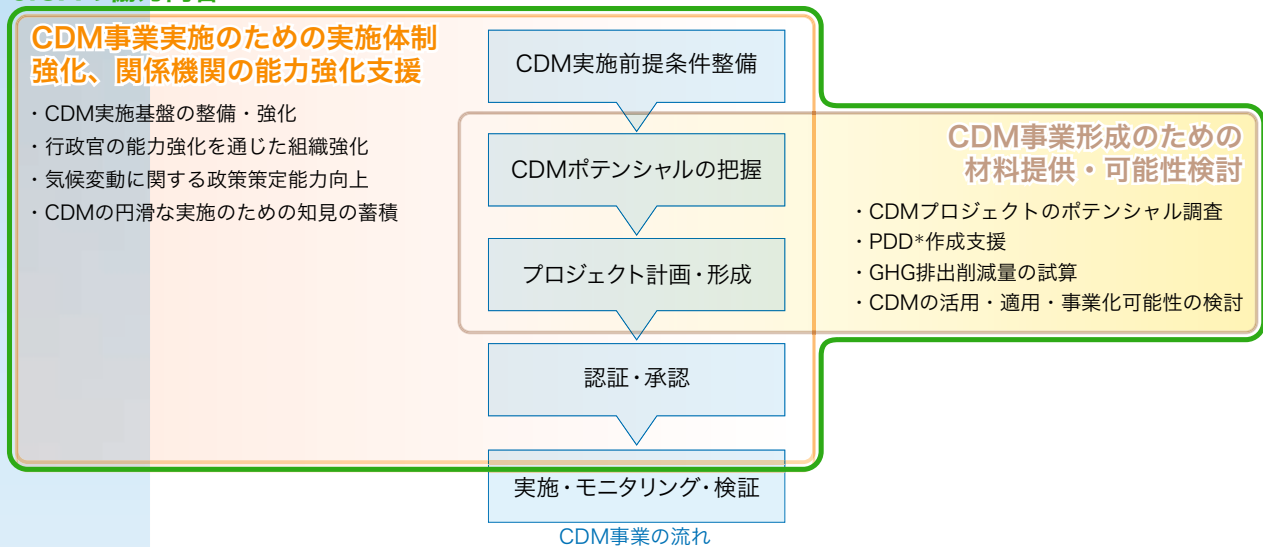 CDM事業実施のための実施体制
強化、関係機関の能力強化支援
・CDM実施基盤の整備・強化
・行政官の能力強化を通じた組織強化
・気候変動に関する政策策定能力向上
・CDMの円滑な実施のための知見の蓄積
CDM実施前提条件整備
CDMポテンシャルの把握
プロジェクト計画・形成
認証・承認
実施・モニタリング・検証
CDM事業の流れ
CDM事業形成のための
材料提供・可能性検討
・CDMプロジェクトのポテンシャル調査
・PDD*作成支援
・GHG排出削減量の試算
・CDMの活用・適用・事業化可能性の検討